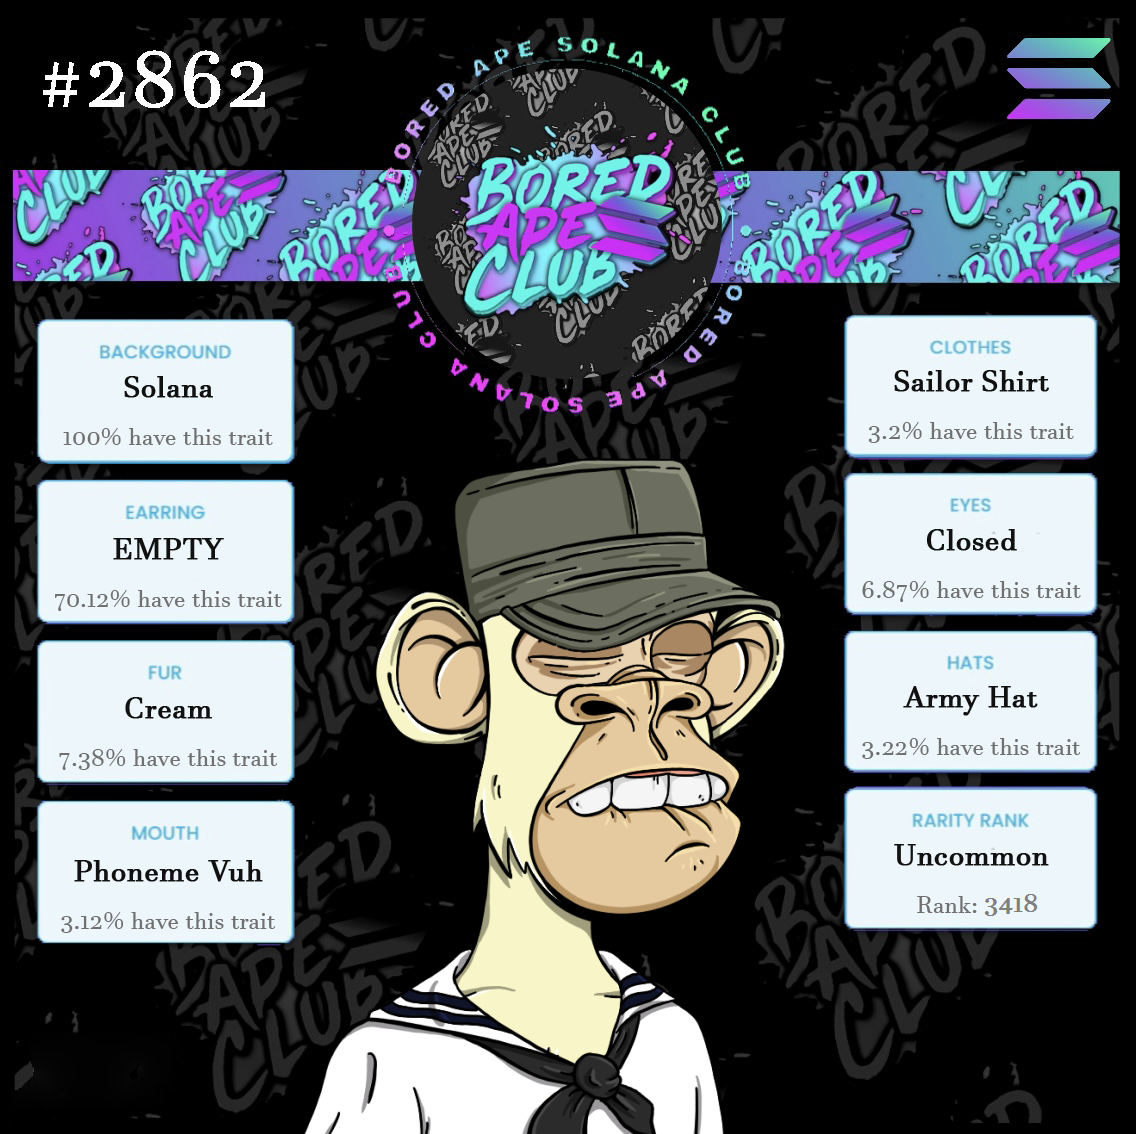 #2862
BORED APE SOLANA CLUB
BORED
APE
CLUB
BORED APE SOLANA CLUB
BACKGROUND
Solana
100% have this trait
EARRING
EMPTY
70.12% have this trait
FUR
Cream
7.38% have this trait
MOUTH
Phoneme Vuh
3.12% have this trait
CLOTHES
Sailor Shirt
3.2% have this trait
EYES
Closed
6.87% have this trait
HATS
Army Hat
3.22% have this trait
RARITY RANK
Uncommon
Rank: 3418